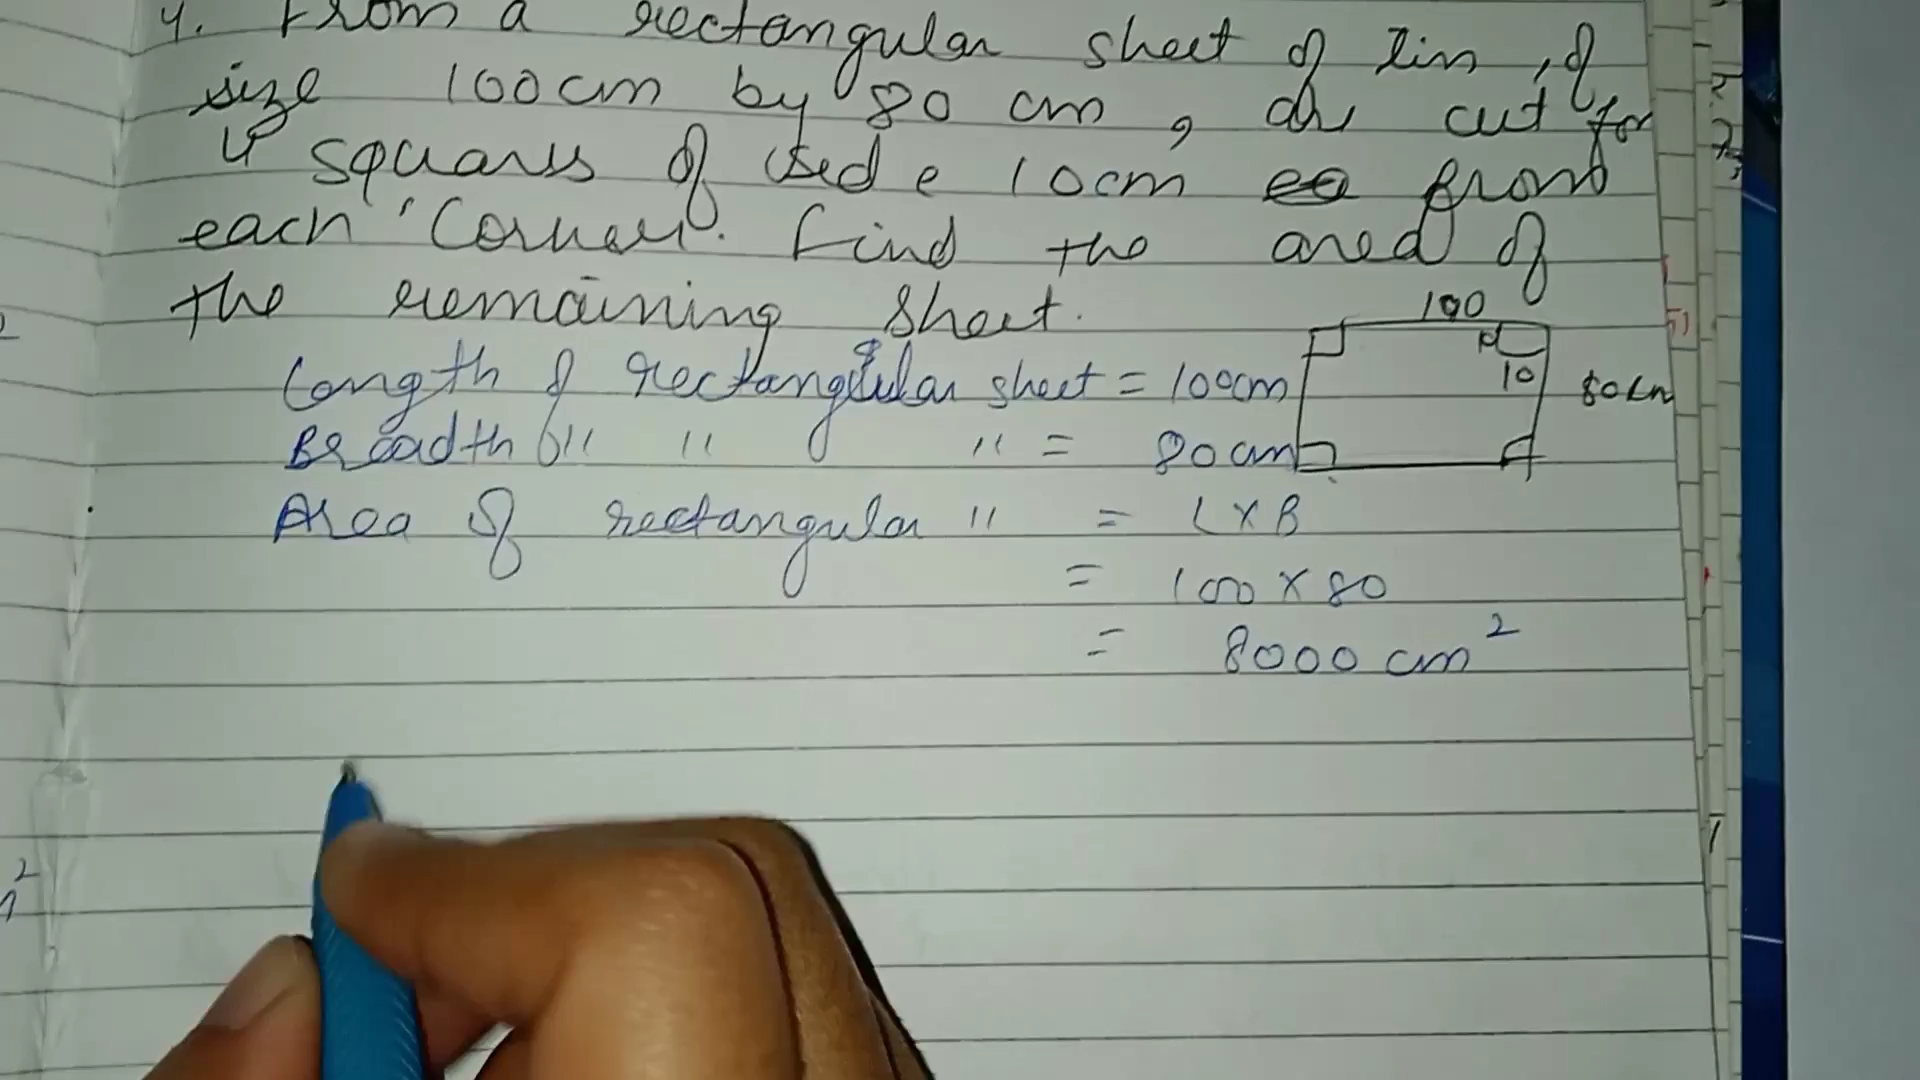 4. From a rectangular sheet of tin, of
size 100cm by 80 cm, are cut for
4 squares of side 10cm from
each corner. Find the area of
the remaining sheet.
100
10
80cm
Length of rectangular sheet = 100cm
Breadth of " " " = 80cm
Area of rectangular " = L X B
= 100 X 80
= 8000 cm²